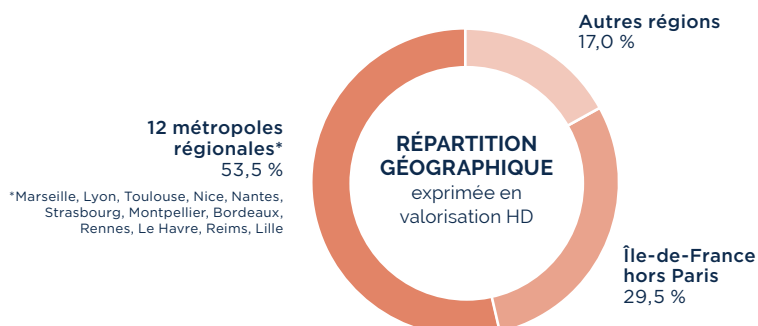 Autres régions
17,0 %
12 métropoles
régionales*
53,5 %
*Marseille, Lyon, Toulouse, Nice, Nantes,
Strasbourg, Montpellier, Bordeaux,
Rennes, Le Havre, Reims, Lille
RÉPARTITION
GÉOGRAPHIQUE
exprimée en
valorisation HD
Île-de-France
hors Paris
29,5 %